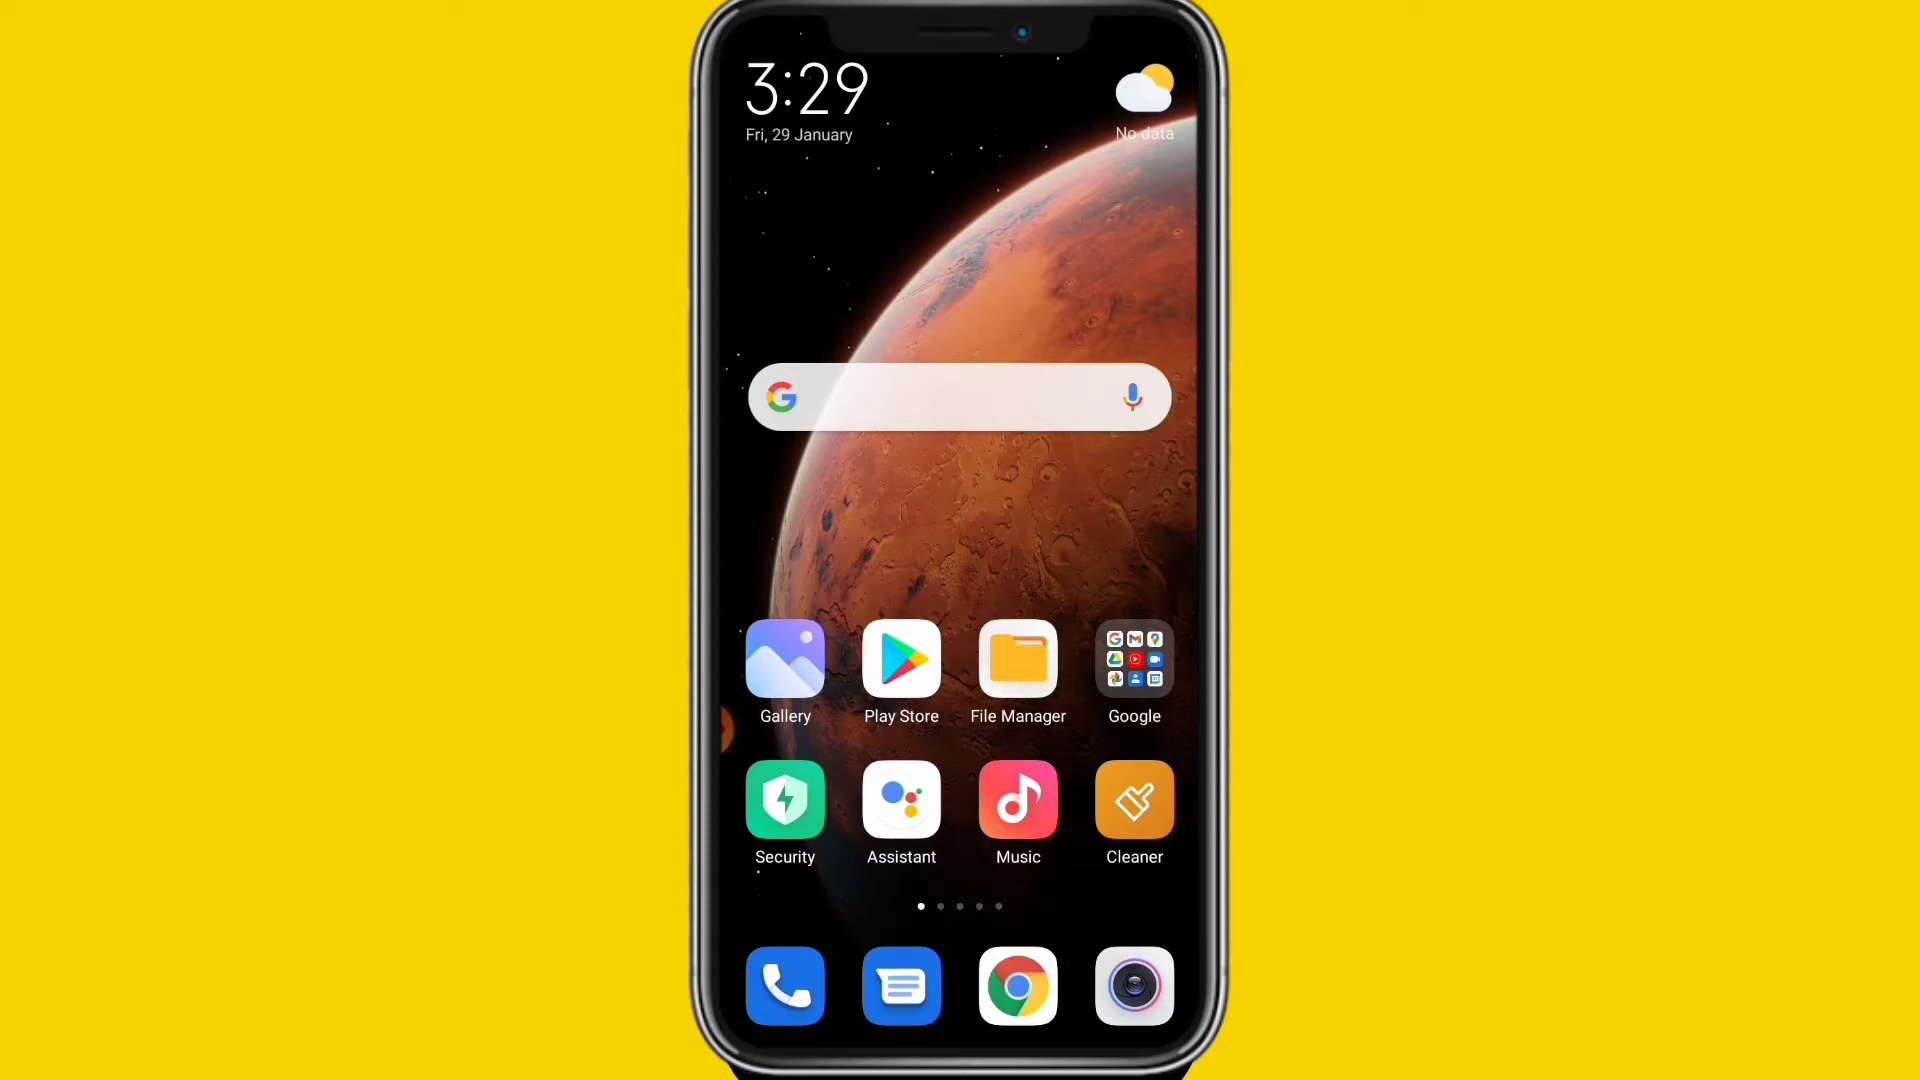 3:29
Fri, 29 January
No data
Gallery
Play Store
File Manager
Google
Security
Assistant
Music
Cleaner